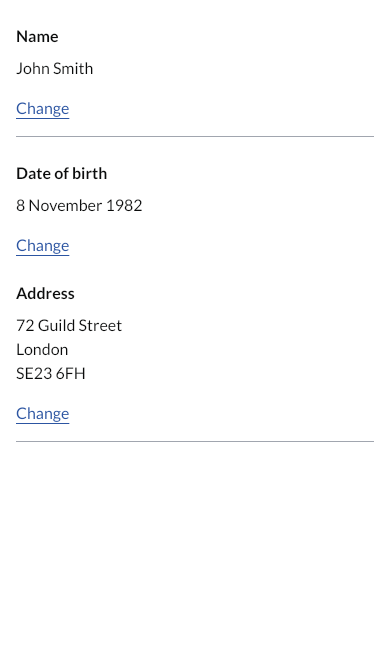 Name
John Smith
Change
Date of birth
8 November 1982
Change
Address
72 Guild Street
London
SE23 6FH
Change